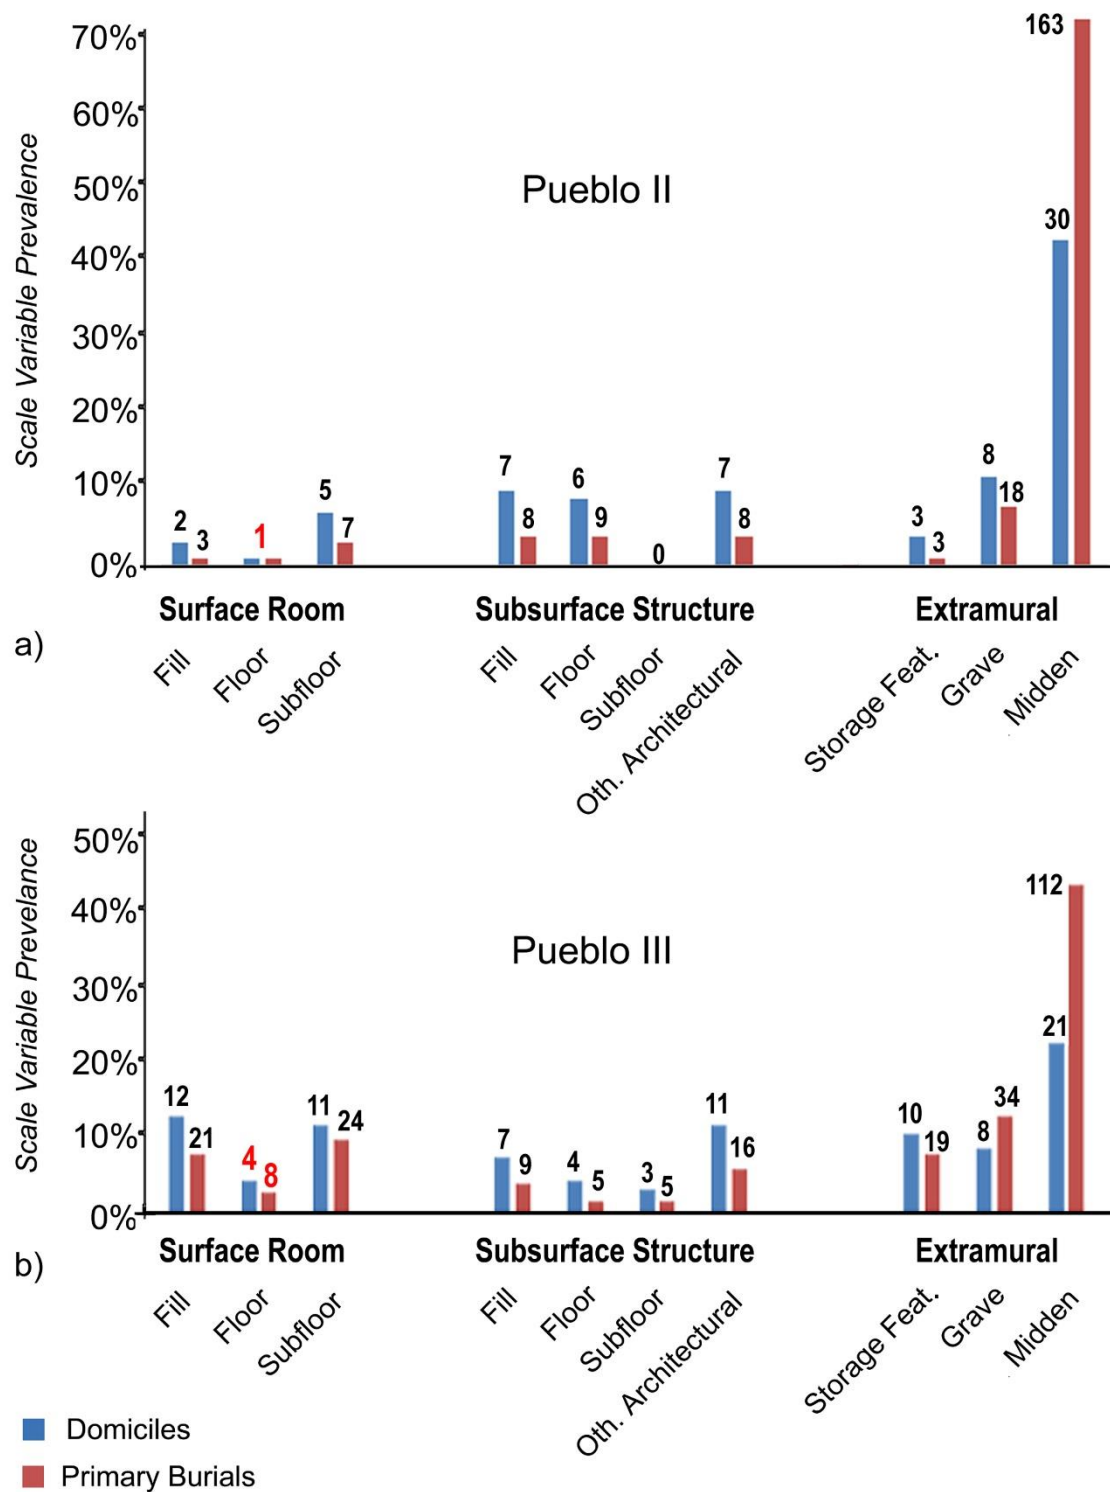 70%
60%
50%
40%
30%
20%
10%
0%
Scale Variable Prevalence
Pueblo II
2 3 1 5 7
7 8 6 9 0 7 8
3 3 8 18 30 163
Surface Room Subsurface Structure Extramural
a)
Fill
Floor
Subfloor
Fill
Floor
Subfloor
Oth. Architectural
Storage Feat.
Grave
Midden
50%
40%
30%
20%
10%
0%
Scale Variable Prevelance
Pueblo III
12 21 4 8 11 24
7 9 4 5 3 5 11 16
10 19 8 34 21 112
Surface Room Subsurface Structure Extramural
b)
Fill
Floor
Subfloor
Fill
Floor
Subfloor
Oth. Architectural
Storage Feat.
Grave
Midden
Domiciles
Primary Burials